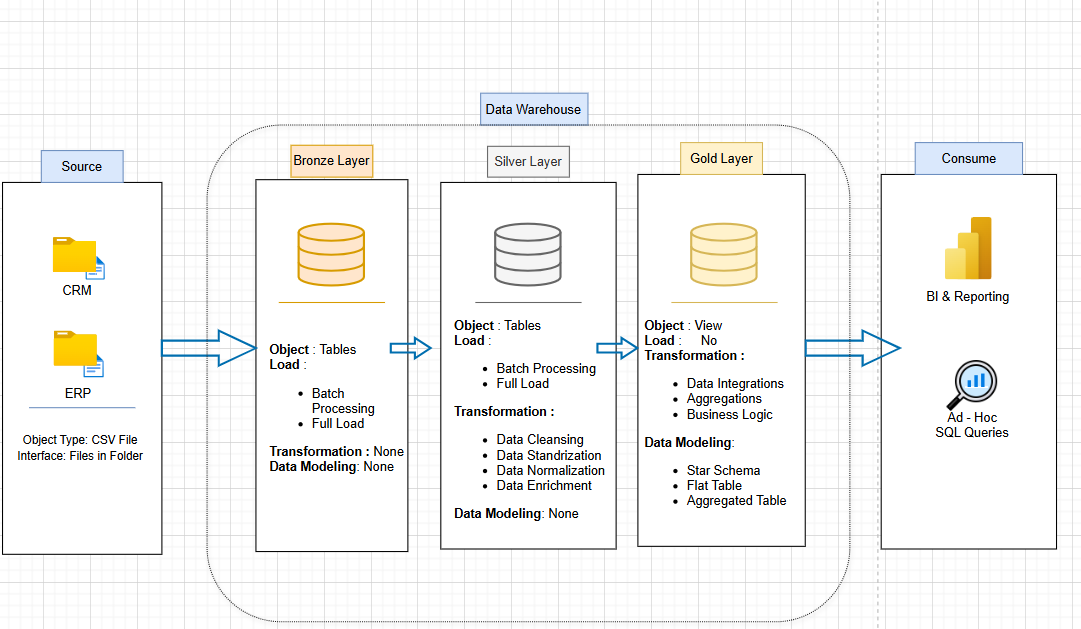 Data Warehouse
Source
CRM
ERP
Object Type: CSV File
Interface: Files in Folder
Bronze Layer
Object : Tables
Load :
Batch
Processing
Full Load
Transformation : None
Data Modeling: None
Silver Layer
Object : Tables
Load :
Batch Processing
Full Load
Transformation :
Data Cleansing
Data Standrization
Data Normalization
Data Enrichment
Data Modeling: None
Gold Layer
Object : View
Load : No
Transformation :
Data Integrations
Aggregations
Business Logic
Data Modeling:
Star Schema
Flat Table
Aggregated Table
Consume
BI & Reporting
Ad - Hoc
SQL Queries